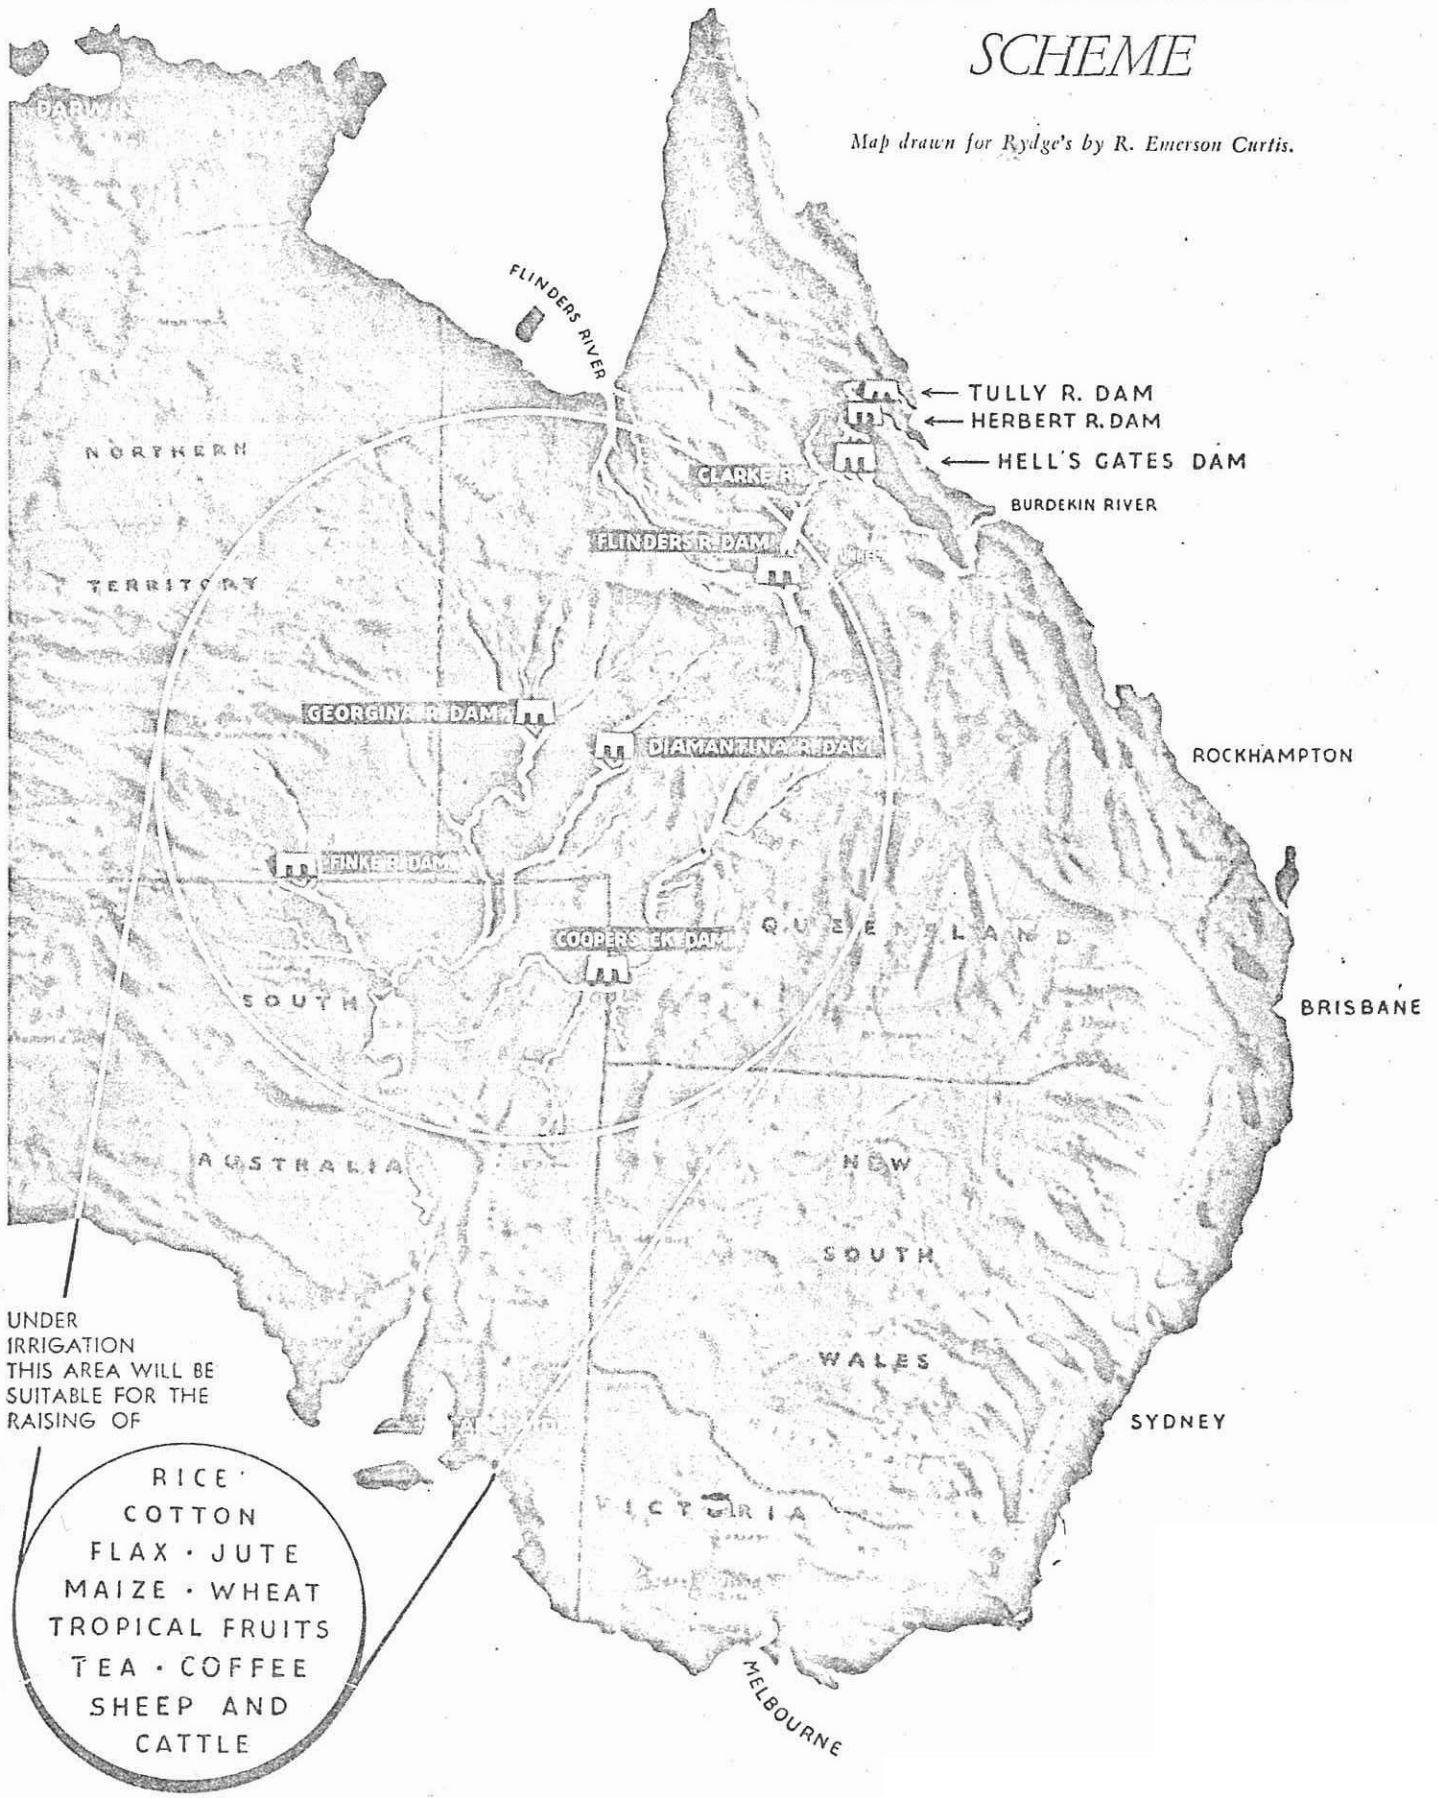 SCHEME
Map drawn for Rydge's by R. Emerson Curtis.
DARWIN
FLINDERS RIVER
TULLY R. DAM
HERBERT R. DAM
HELL'S GATES DAM
BURDEKIN RIVER
CLARKE R.
FLINDERS R. DAM
NORTHERN
TERRITORY
GEORGINA R. DAM
DIAMANTINA R. DAM
ROCKHAMPTON
FINKE R. DAM
QUEENSLAND
COOPERS CK. DAM
SOUTH
BRISBANE
AUSTRALIA
NEW
SOUTH
WALES
SYDNEY
VICTORIA
MELBOURNE
UNDER
IRRIGATION
THIS AREA WILL BE
SUITABLE FOR THE
RAISING OF
RICE
COTTON
FLAX · JUTE
MAIZE · WHEAT
TROPICAL FRUITS
TEA · COFFEE
SHEEP AND
CATTLE